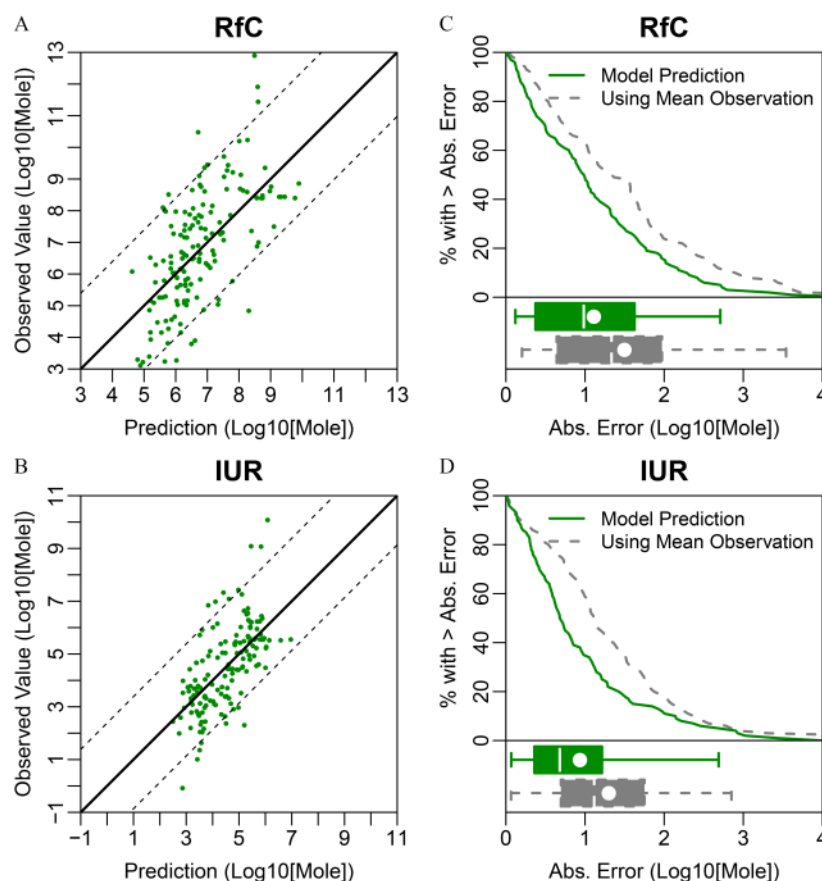 A
RfC
Observed Value (Log10[Mole])
13
11
9
8
7
6
5
4
3
3
4
5
6
7
8
9
11
13
Prediction (Log10[Mole])
C
RfC
% with > Abs. Error
100
80
60
40
20
0
Model Prediction
Using Mean Observation
0
1
2
3
4
Abs. Error (Log10[Mole])
B
IUR
Observed Value (Log10[Mole])
11
9
7
6
5
4
3
2
1
−1
−1
1
3
5
7
9
11
Prediction (Log10[Mole])
D
IUR
% with > Abs. Error
100
80
60
40
20
0
Model Prediction
Using Mean Observation
0
1
2
3
4
Abs. Error (Log10[Mole])